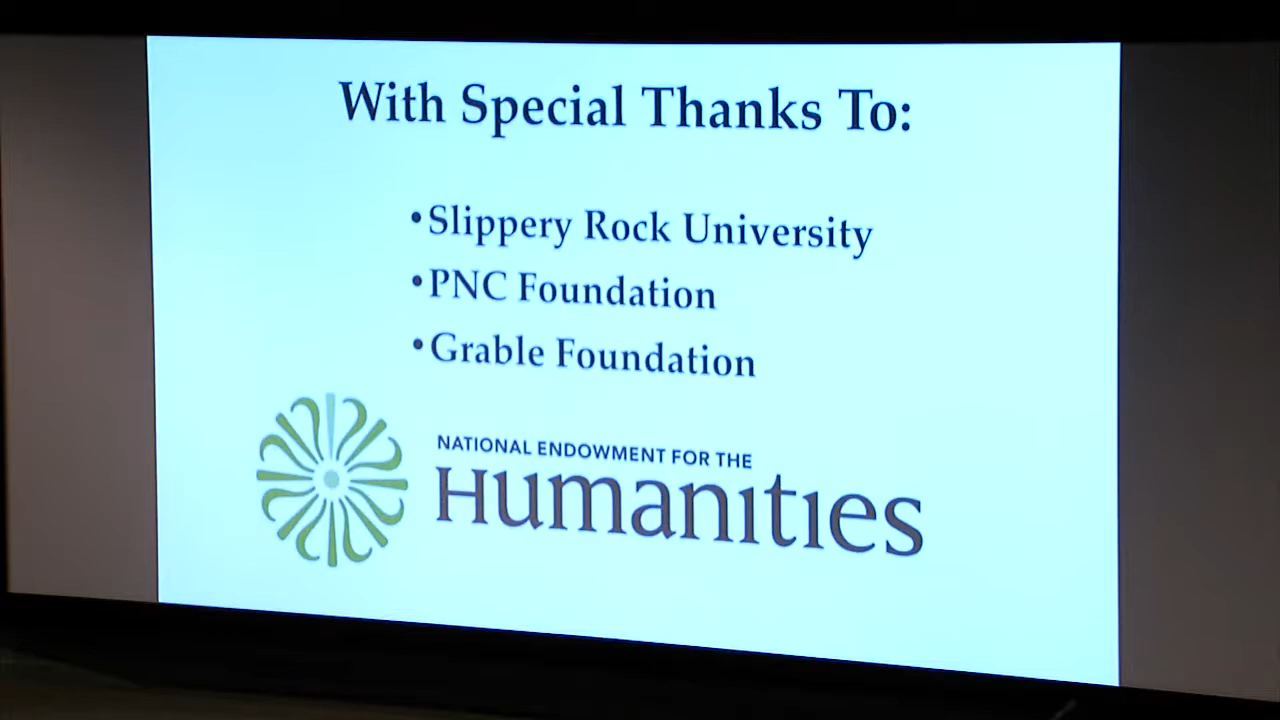 With Special Thanks To:
•Slippery Rock University
•PNC Foundation
•Grable Foundation
NATIONAL ENDOWMENT FOR THE
Humanities